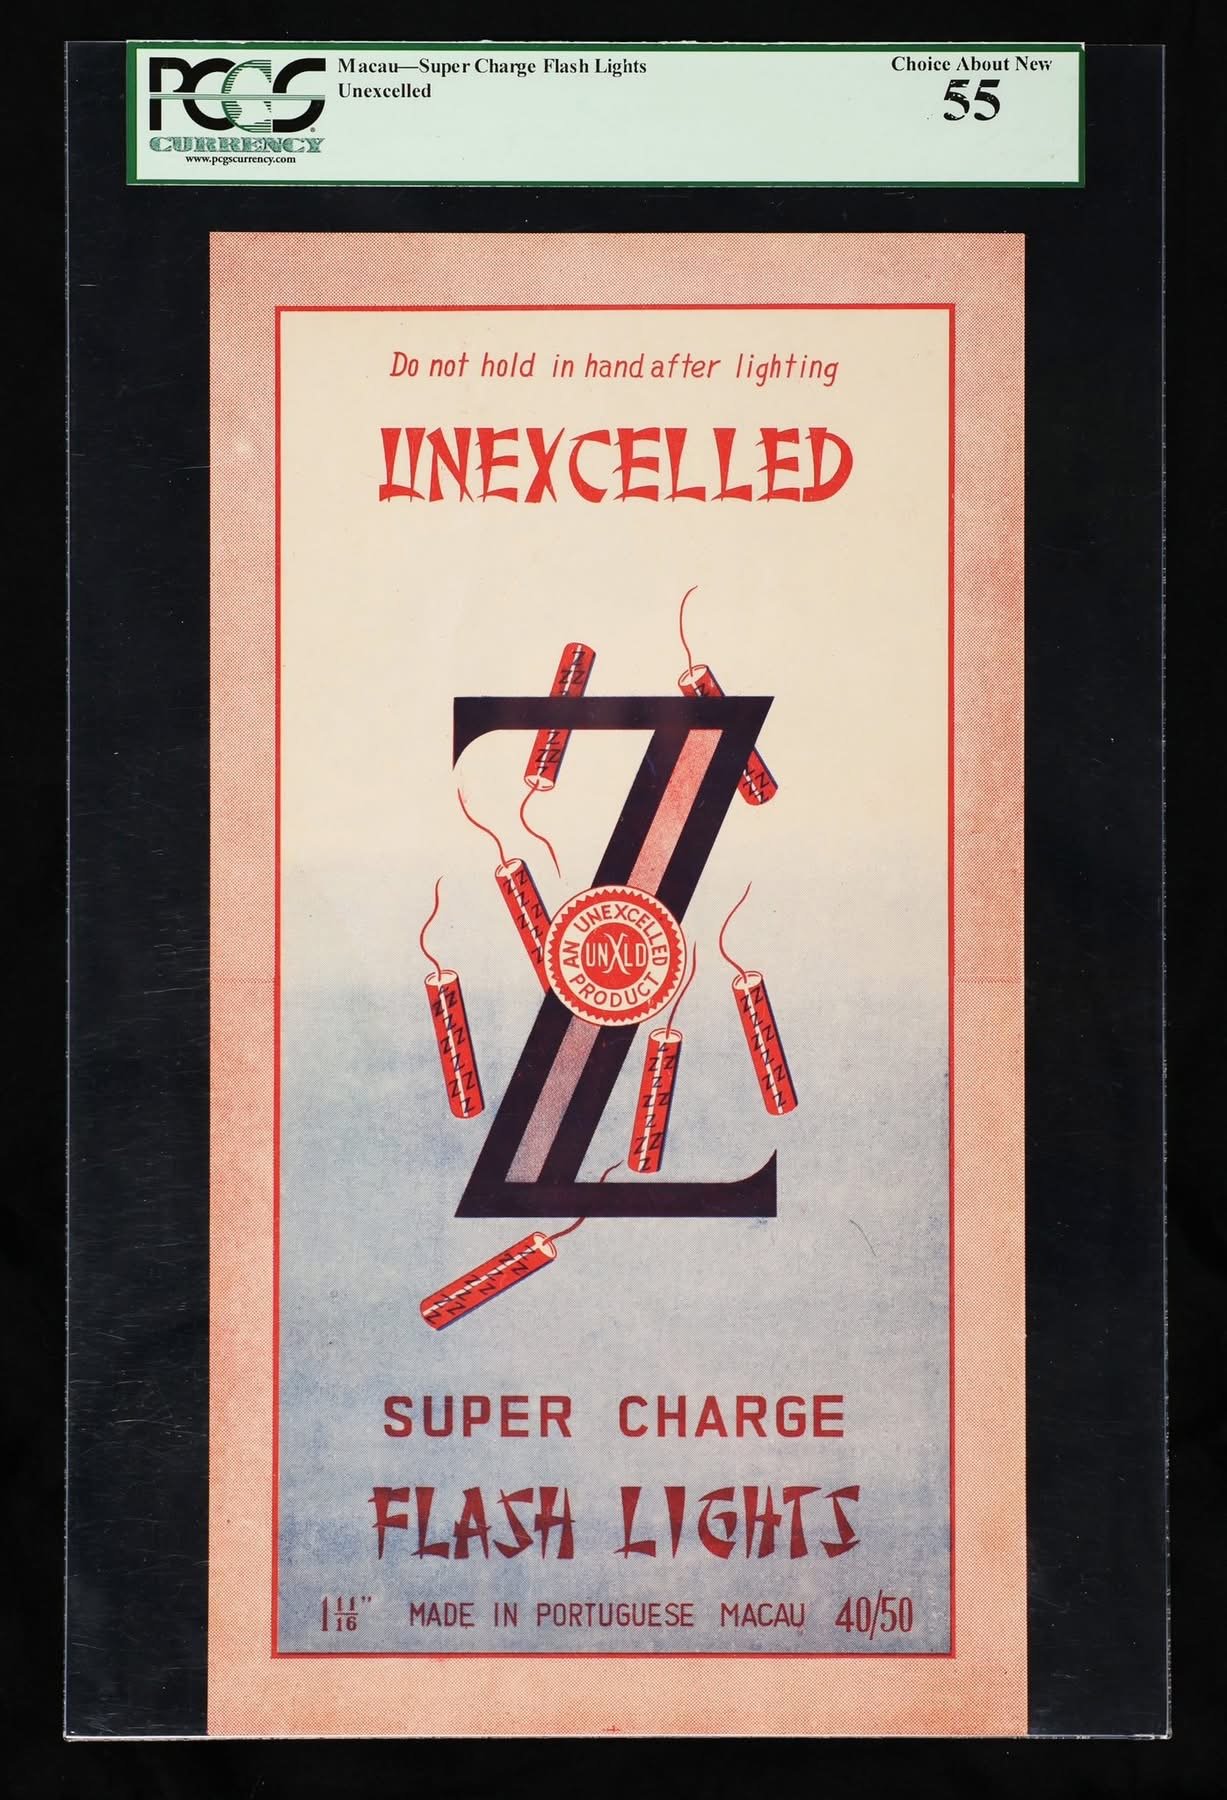 PCGS
CURRENCY
www.pcgscurrency.com
Macau—Super Charge Flash Lights
Unexcelled
Choice About New
55
Do not hold in hand after lighting
UNEXCELLED
Z
AN UNEXCELLED
UNXLD
PRODUCT
SUPER CHARGE
FLASH LIGHTS
1 11/16" MADE IN PORTUGUESE MACAU 40/50